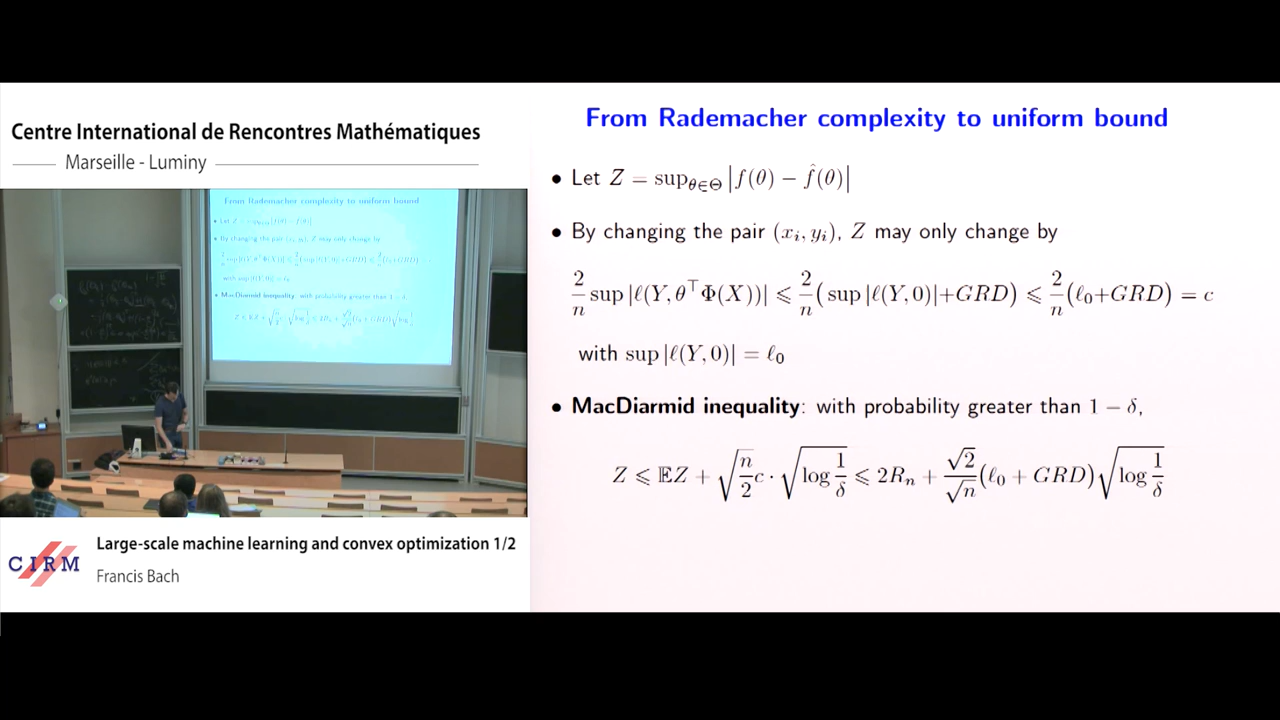 Centre International de Rencontres Mathématiques
Marseille - Luminy
From Rademacher complexity to uniform bound
• Let Z = sup_{θ∈Θ} |f(θ) − f̂(θ)|
• By changing the pair (x_i, y_i), Z may only change by
2/n sup |ℓ(Y, θ^⊤Φ(X))| ⩽ 2/n (sup |ℓ(Y, 0)|+GRD) ⩽ 2/n (ℓ_0+GRD) = c
with sup |ℓ(Y, 0)| = ℓ_0
• MacDiarmid inequality: with probability greater than 1 − δ,
Z ⩽ 𝔼Z + √(n/2) c · √(log 1/δ) ⩽ 2R_n + √2/√n (ℓ_0 + GRD) √(log 1/δ)
CIRM
Large-scale machine learning and convex optimization 1/2
Francis Bach